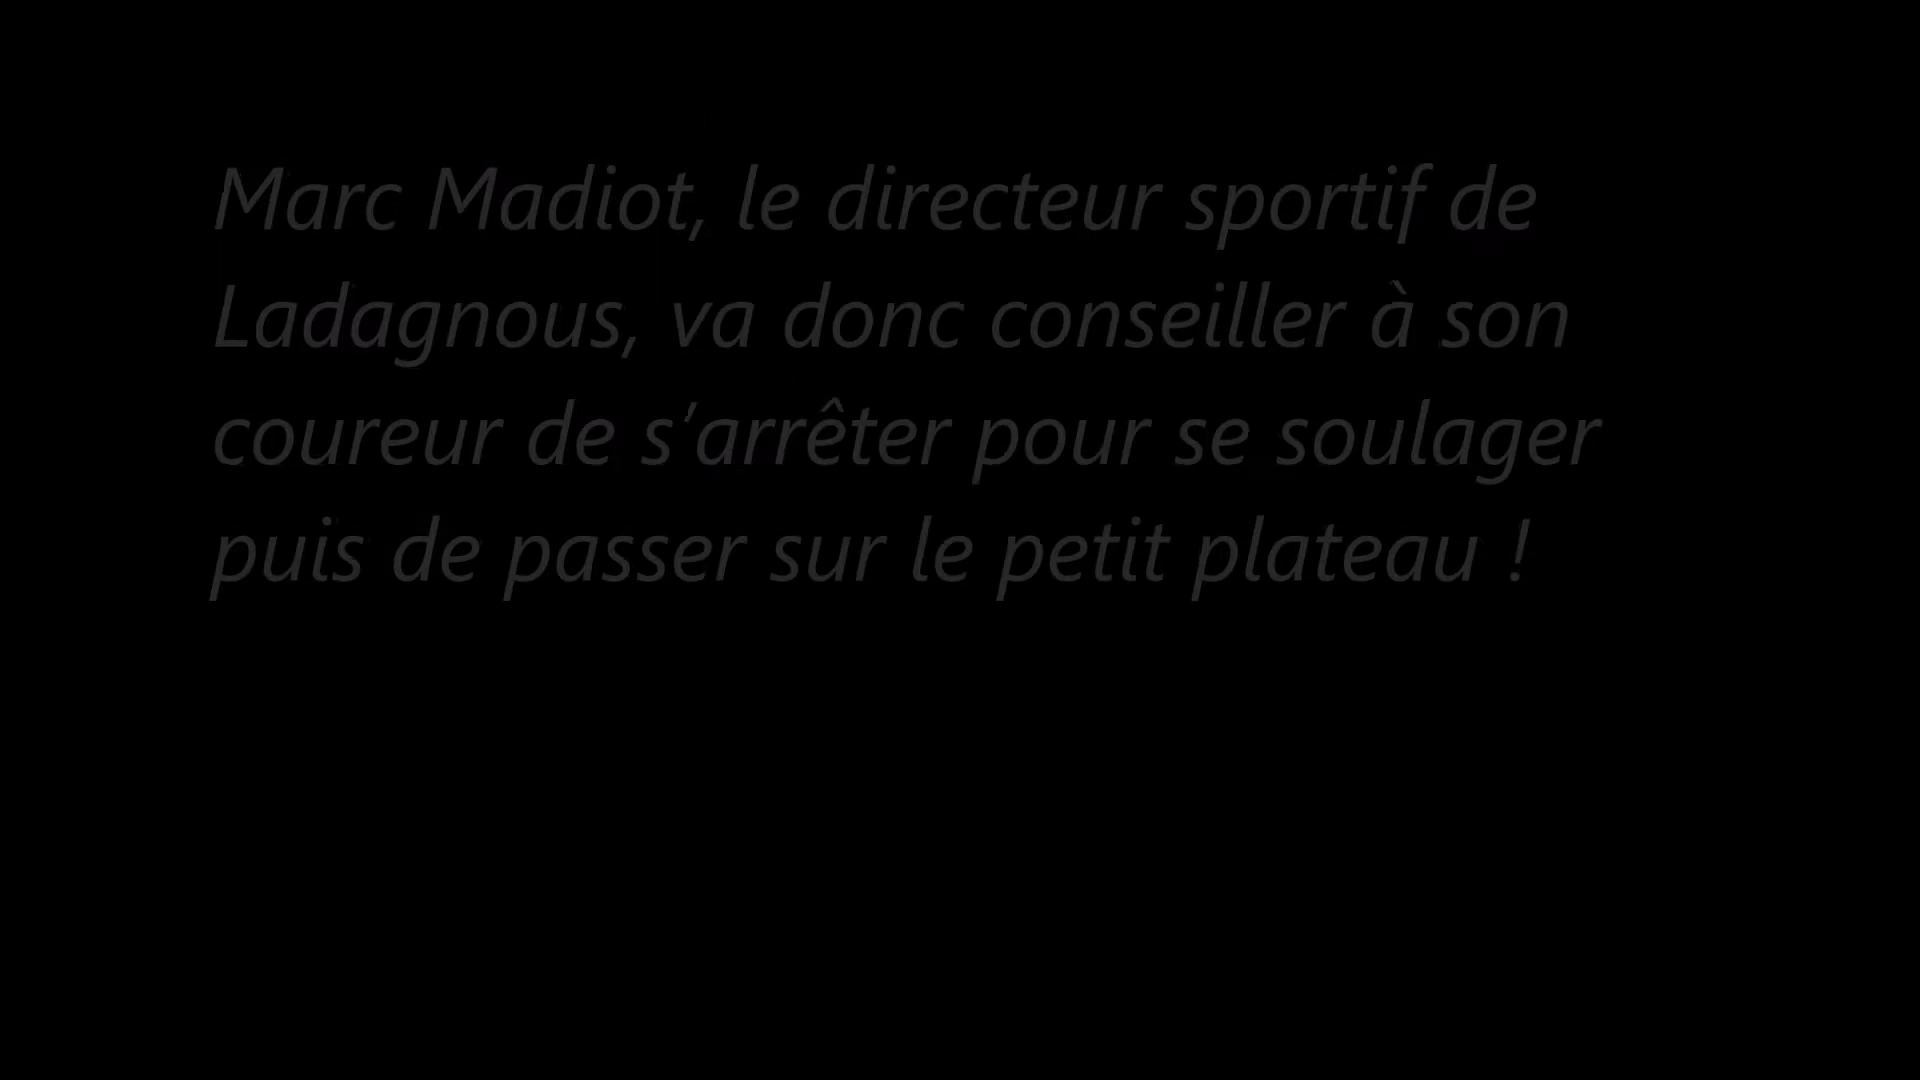 Marc Madiot, le directeur sportif de
Ladagnous, va donc conseiller à son
coureur de s’arrêter pour se soulager
puis de passer sur le petit plateau !